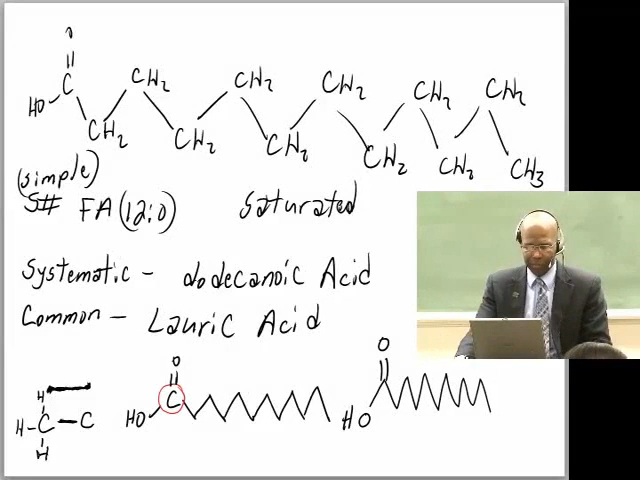 O
||
C CH2 CH2 CH2 CH2 CH2
HO
CH2 CH2 CH2 CH2 CH2 CH3
(simple)
S# FA(12:0) Saturated
Systematic - dodecanoic Acid
Common - Lauric Acid
O O
H C
H-C-C HO HO
H